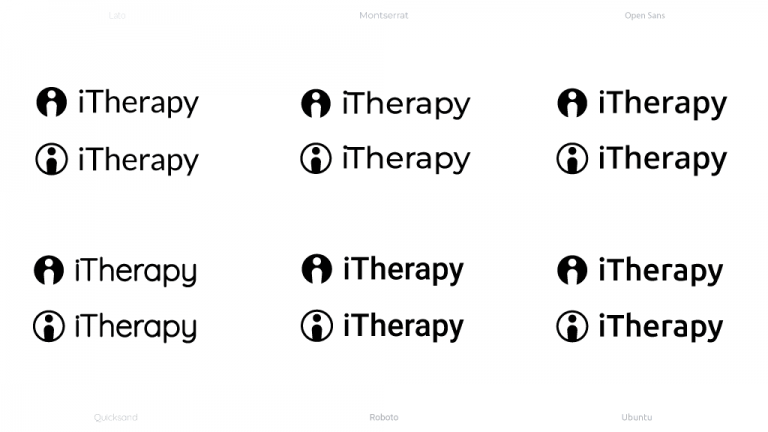 Lato
Montserrat
Open Sans
iTherapy
iTherapy
iTherapy
iTherapy
iTherapy
iTherapy
iTherapy
iTherapy
iTherapy
iTherapy
iTherapy
iTherapy
Quicksand
Roboto
Ubuntu